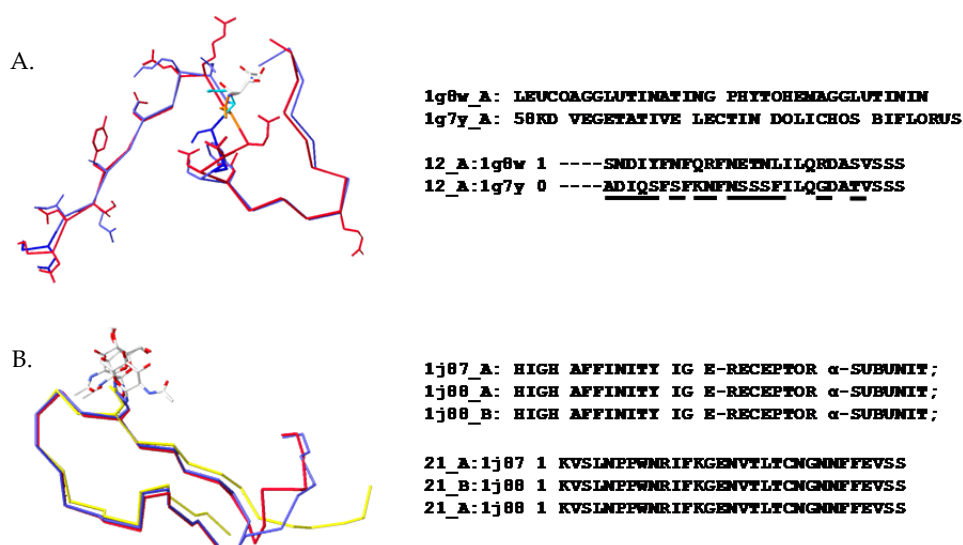 A.
1g8w_A: LEUCOAGGLUTINATING PHYTOHEMAGGLUTININ
1g7y_A: 58KD VEGETATIVE LECTIN DOLICHOS BIFLORUS
12_A:1g8w 1 ----SNDIYFNFQRFNETNLILQRDASVSSS
12_A:1g7y 0 ----ADIQSFSFKNFNSSSFILQGDATVSSS
B.
1j87_A: HIGH AFFINITY IG E-RECEPTOR α-SUBUNIT;
1j88_A: HIGH AFFINITY IG E-RECEPTOR α-SUBUNIT;
1j88_B: HIGH AFFINITY IG E-RECEPTOR α-SUBUNIT;
21_A:1j87 1 KVSLNPPWNRIFKGENVTLTCNGNNFFEVSS
21_B:1j88 1 KVSLNPPWNRIFKGENVTLTCNGNNFFEVSS
21_A:1j88 1 KVSLNPPWNRIFKGENVTLTCNGNNFFEVSS